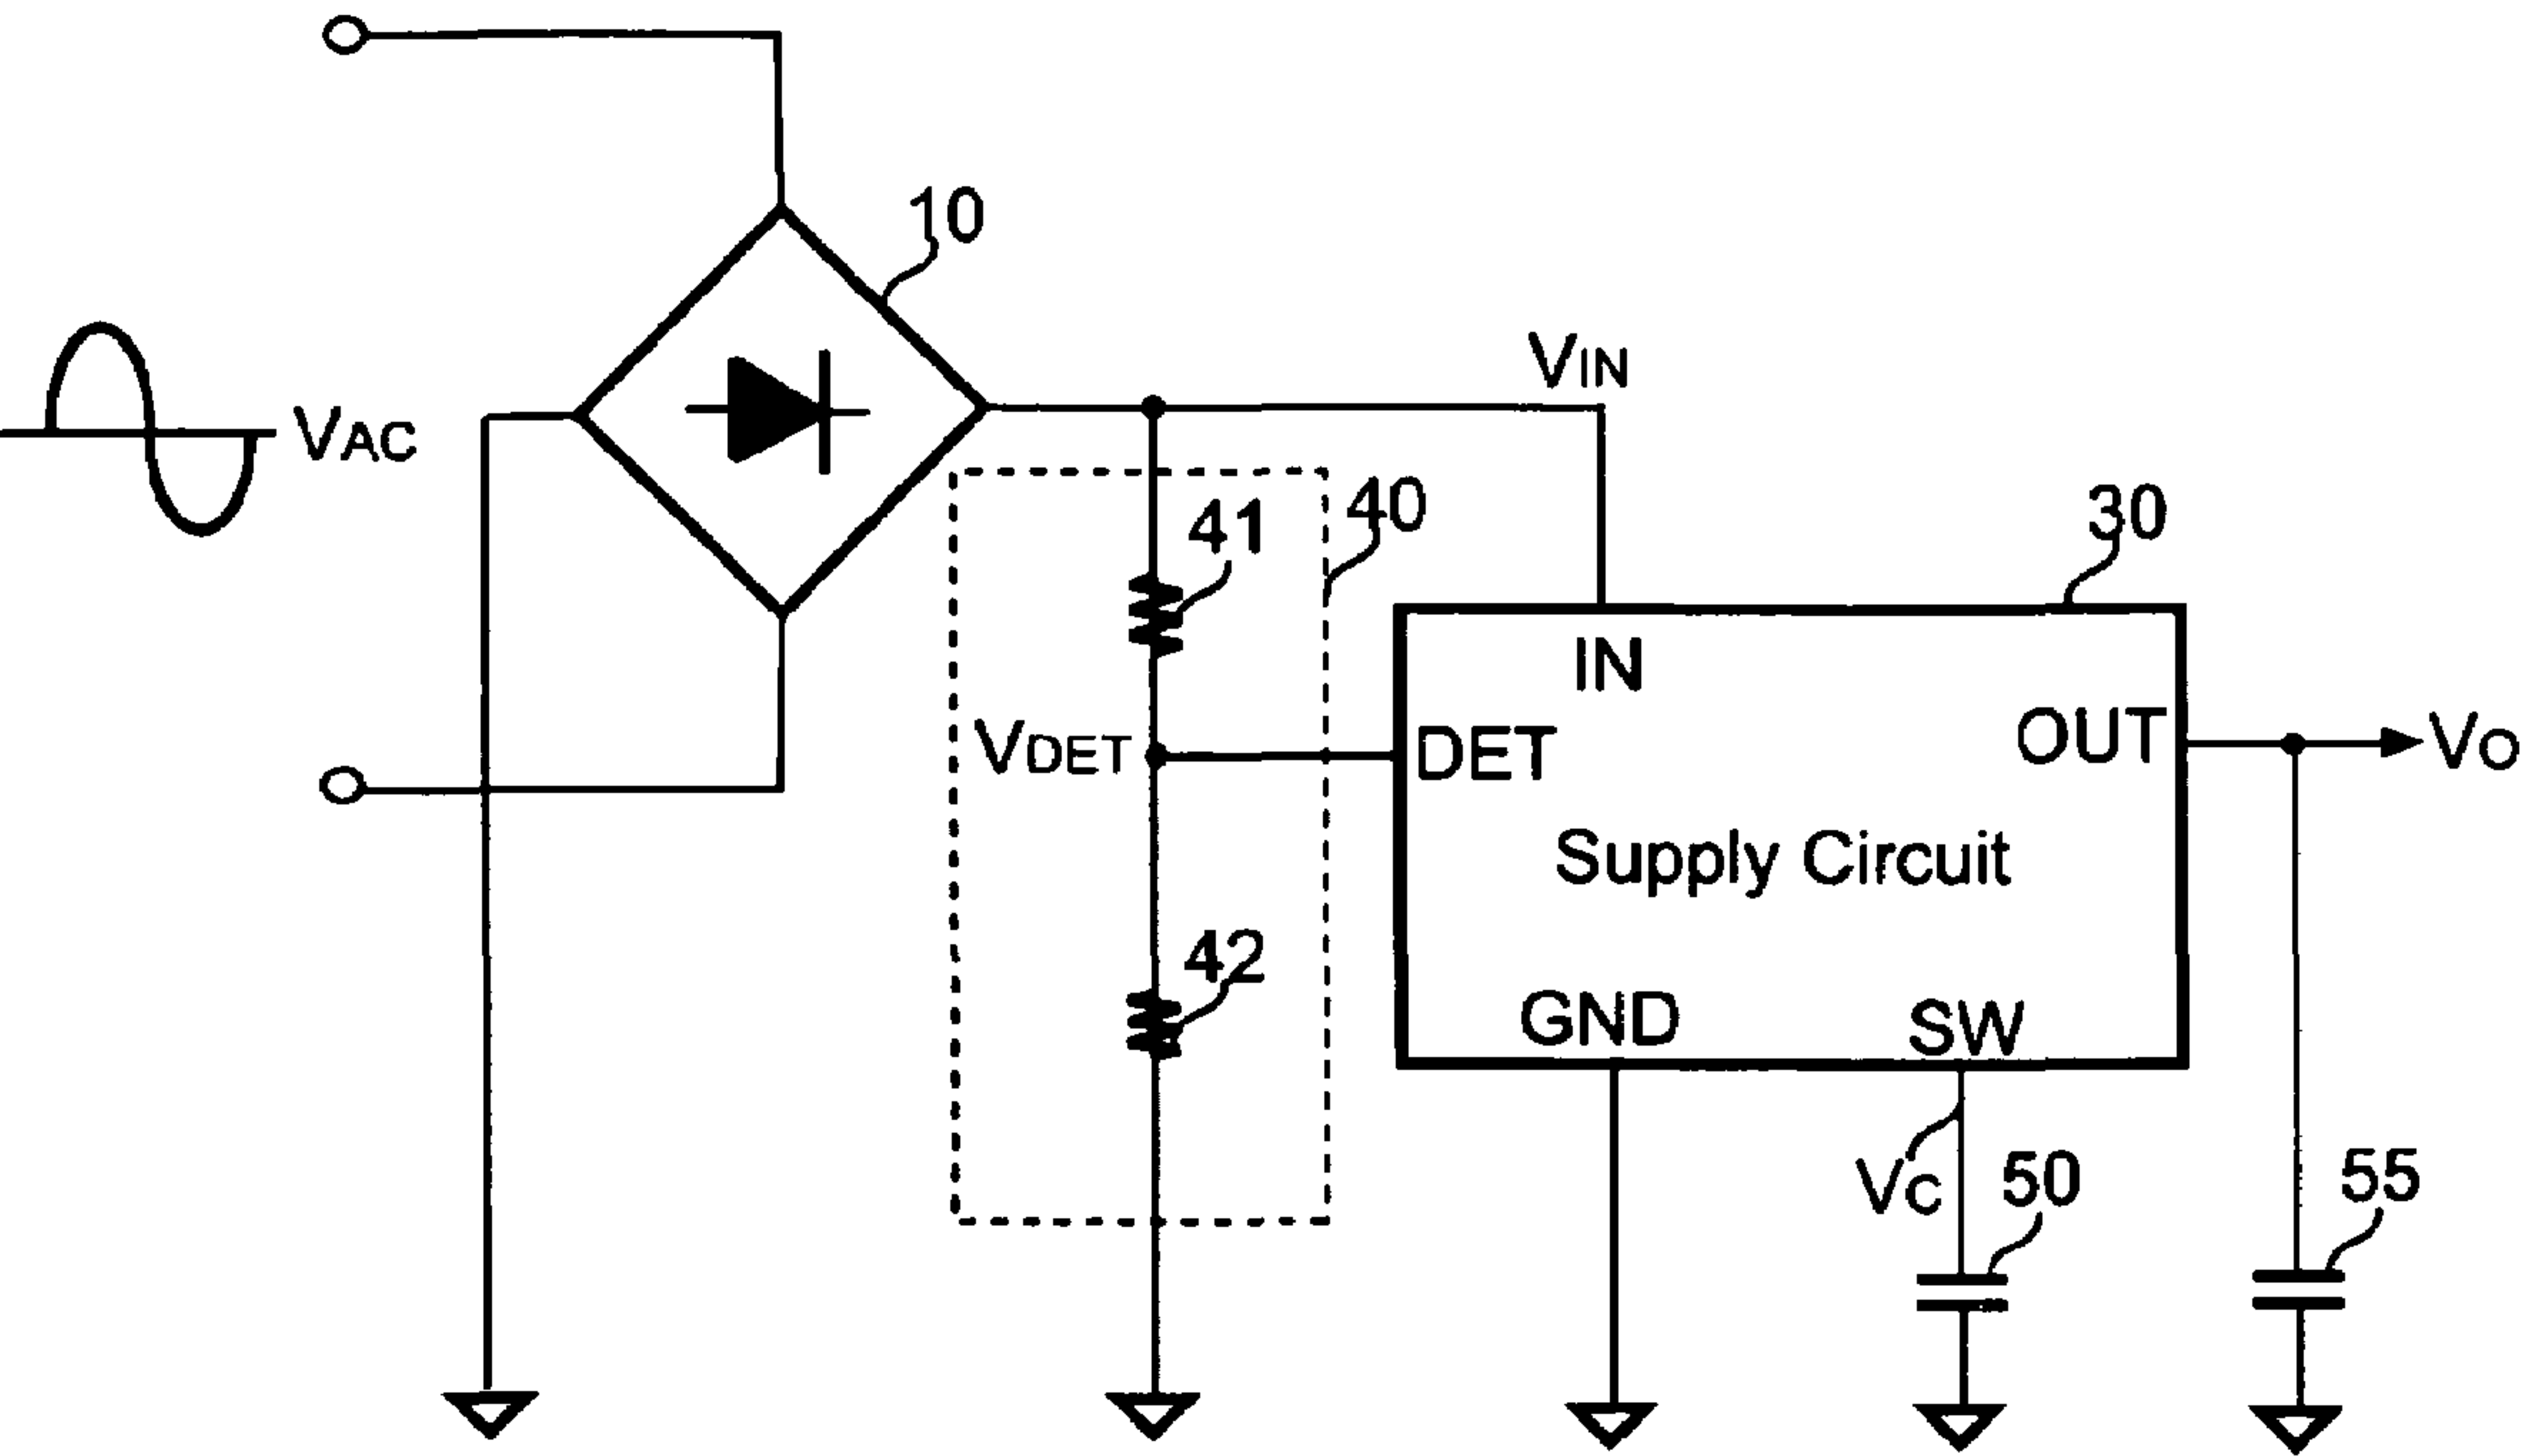 10
VIN
VAC
41
40
30
IN
VDET
DET
OUT
VO
Supply Circuit
42
GND
SW
VC
50
55